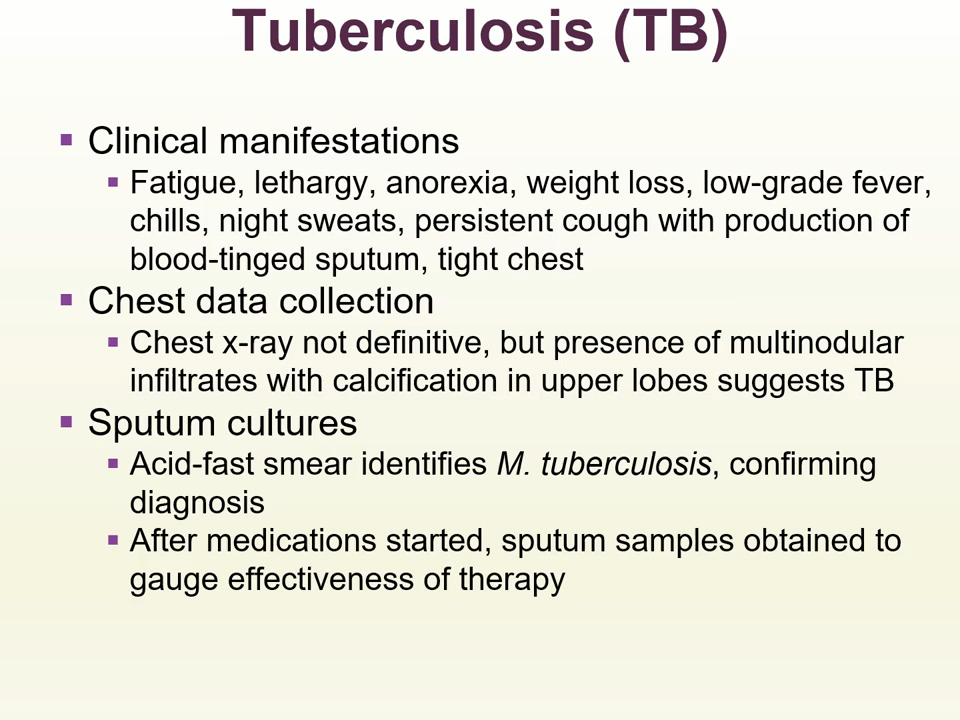 Tuberculosis (TB)
Clinical manifestations
Fatigue, lethargy, anorexia, weight loss, low-grade fever,
chills, night sweats, persistent cough with production of
blood-tinged sputum, tight chest
Chest data collection
Chest x-ray not definitive, but presence of multinodular
infiltrates with calcification in upper lobes suggests TB
Sputum cultures
Acid-fast smear identifies M. tuberculosis, confirming
diagnosis
After medications started, sputum samples obtained to
gauge effectiveness of therapy